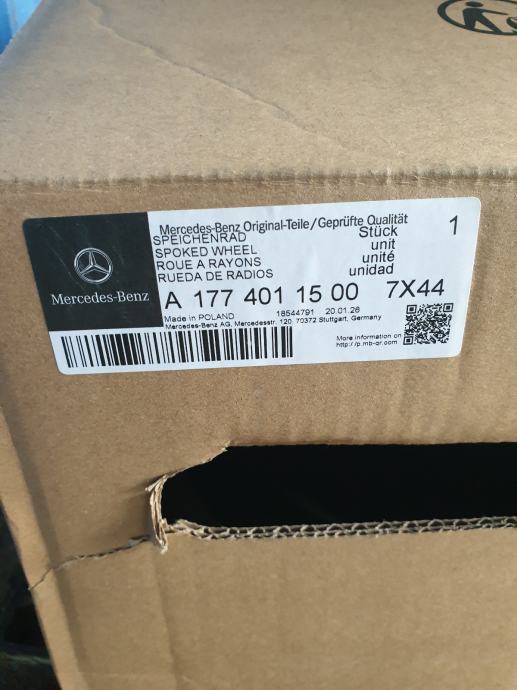 Mercedes-Benz
Mercedes-Benz Original-Teile/Geprüfte Qualität
SPEICHENRAD Stück 1
SPOKED WHEEL unit
ROUE A RAYONS unité
RUEDA DE RADIOS unidad
A 177 401 15 00 7X44
Made in POLAND 18544791 20.01.26
Mercedes-Benz AG, Mercedesstr. 120 70372 Stuttgart, Germany
More information on
http://p.mb-qr.com